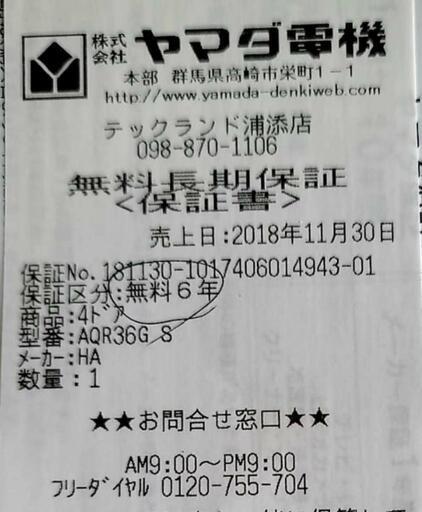 株式会社 ヤマダ電機
本部 群馬県高崎市栄町1-1
http://www.yamada-denkiweb.com
テックランド浦添店
098-870-1106
無料長期保証
<保証書>
売上日:2018年11月30日
保証No.181130-1017406014943-01
保証区分:無料6年
商品:4ドア
型番:AQR36G S
メーカー:HA
数量:1
★★お問合せ窓口★★
AM9:00〜PM9:00
フリーダイヤル 0120-755-704